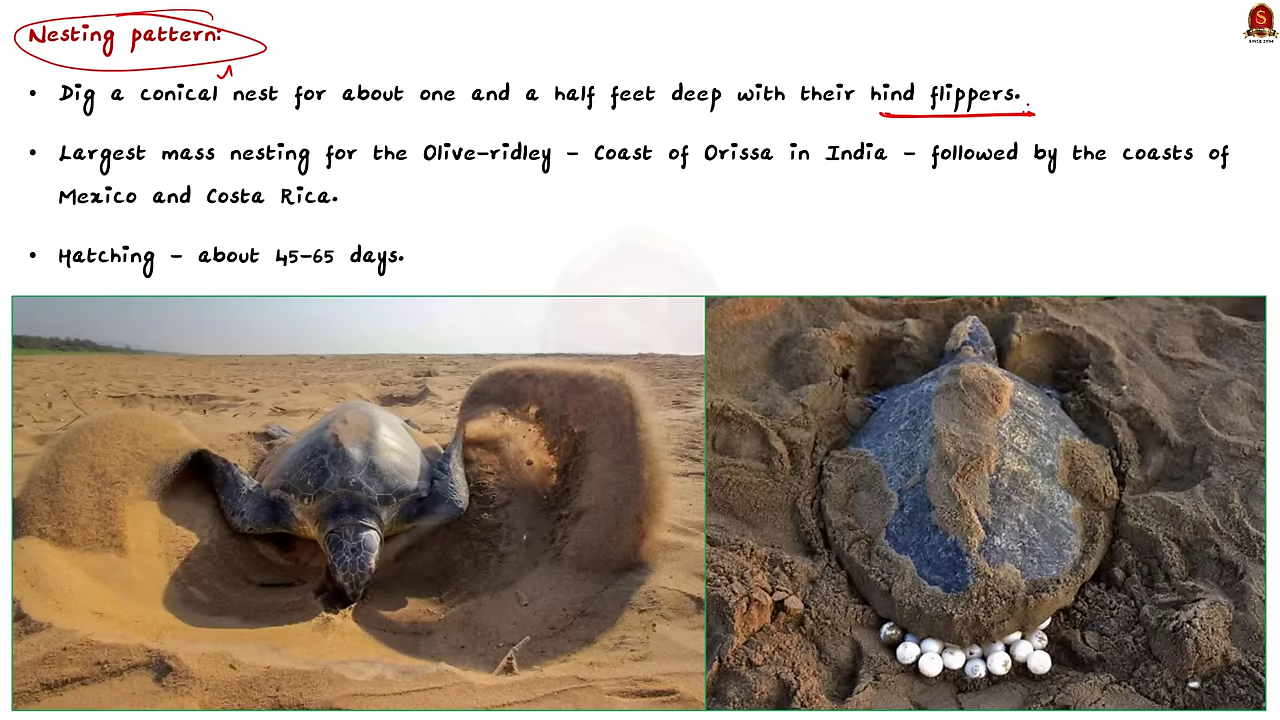 Nesting pattern:
• Dig a conical nest for about one and a half feet deep with their hind flippers.
• Largest mass nesting for the Olive-ridley - Coast of Orissa in India - followed by the coasts of
Mexico and Costa Rica.
• Hatching - about 45-65 days.
S
SINCE 2004